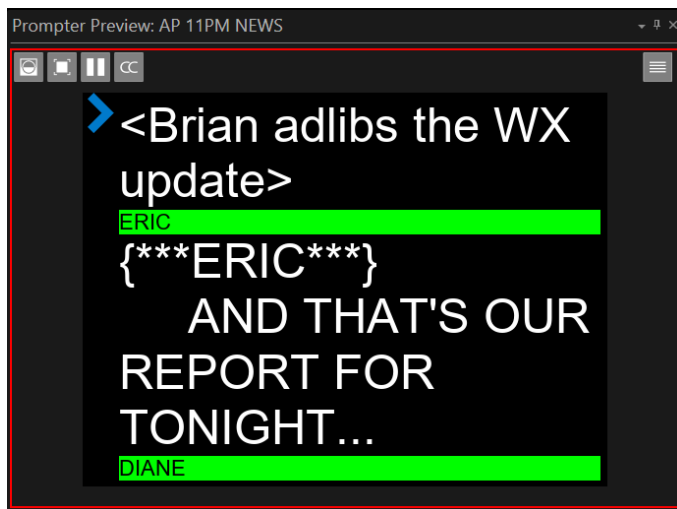 Prompter Preview: AP 11PM NEWS
CC
<Brian adlibs the WX
update>
ERIC
{***ERIC***}
AND THAT'S OUR
REPORT FOR
TONIGHT...
DIANE